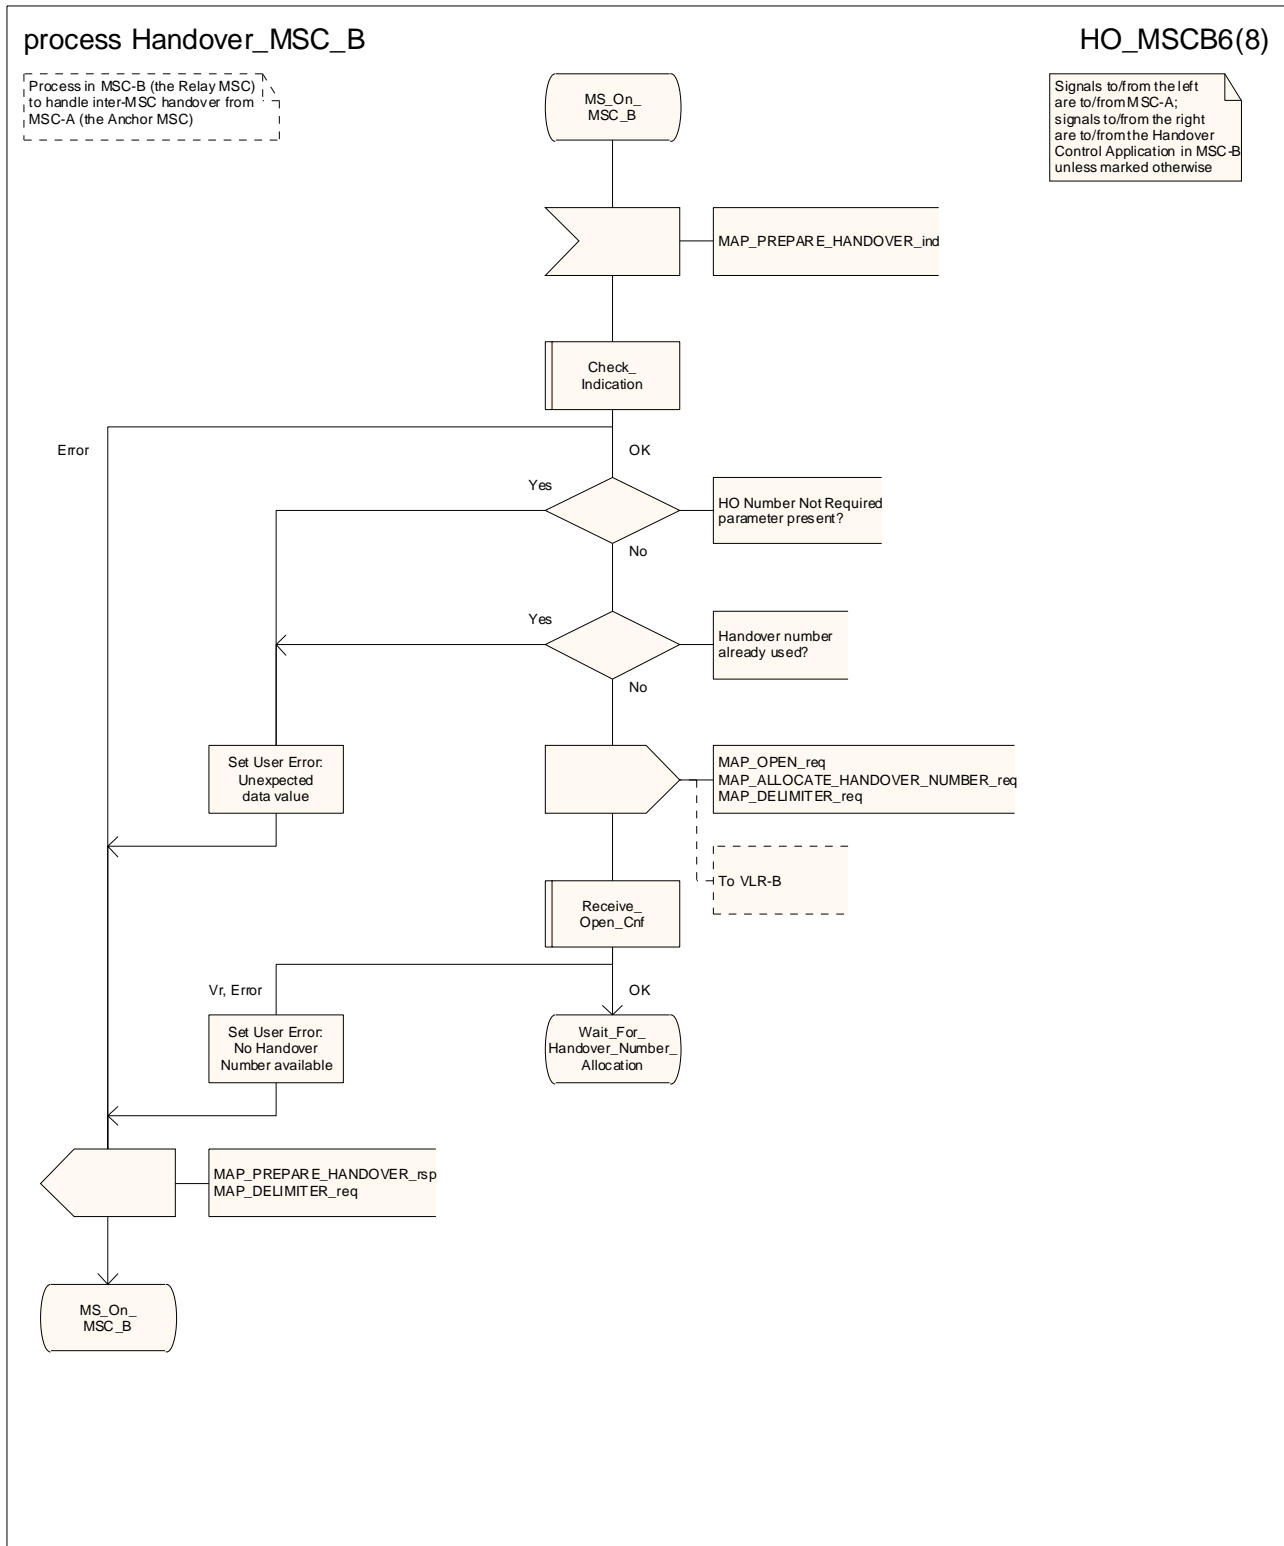 process Handover_MSC_B
HO_MSCB6(8)
Process in MSC-B (the Relay MSC)
to handle inter-MSC handover from
MSC-A (the Anchor MSC)
MS_On_
MSC_B
Signals to/from the left
are to/from MSC-A;
signals to/from the right
are to/from the Handover
Control Application in MSC-B
unless marked otherwise
MAP_PREPARE_HANDOVER_ind
Check_
Indication
Error
OK
Yes
HO Number Not Required
parameter present?
No
Yes
Handover number
already used?
No
Set User Error:
Unexpected
data value
MAP_OPEN_req
MAP_ALLOCATE_HANDOVER_NUMBER_req
MAP_DELIMITER_req
To VLR-B
Receive_
Open_Cnf
Vr, Error
OK
Set User Error:
No Handover
Number available
Wait_For_
Handover_Number_
Allocation
MAP_PREPARE_HANDOVER_rsp
MAP_DELIMITER_req
MS_On_
MSC_B